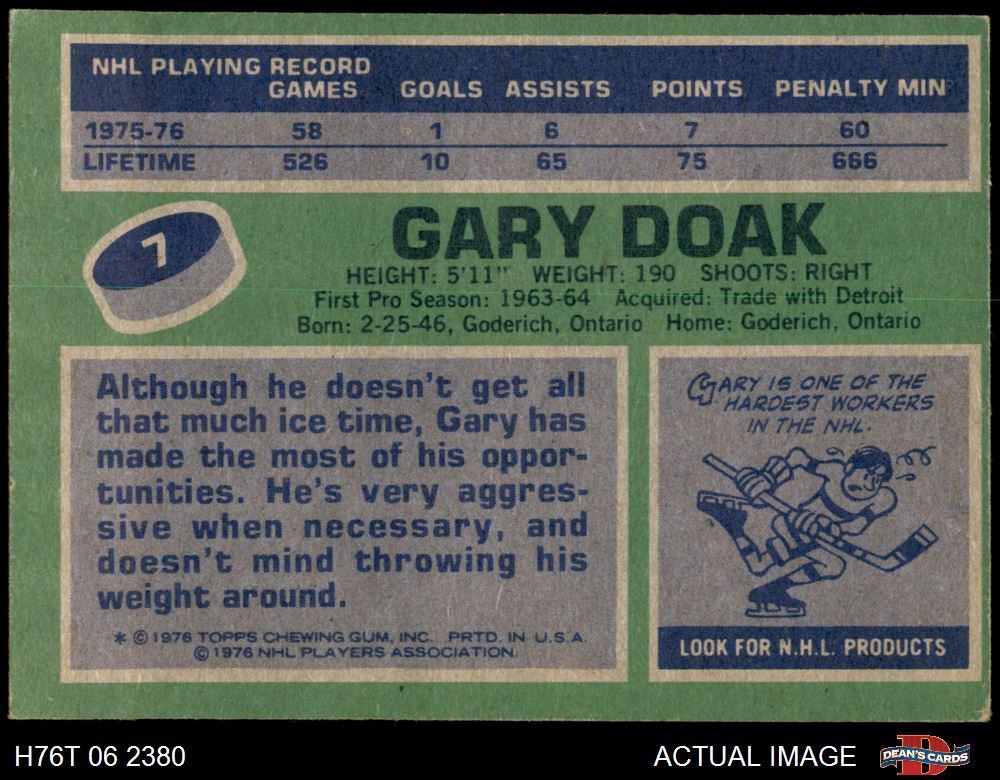 NHL PLAYING RECORD
GAMES GOALS ASSISTS POINTS PENALTY MIN
1975-76 58 1 6 7 60
LIFETIME 526 10 65 75 666
7
GARY DOAK
HEIGHT: 5'11" WEIGHT: 190 SHOOTS: RIGHT
First Pro Season: 1963-64 Acquired: Trade with Detroit
Born: 2-25-46, Goderich, Ontario Home: Goderich, Ontario
Although he doesn't get all
that much ice time, Gary has
made the most of his oppor-
tunities. He's very aggres-
sive when necessary, and
doesn't mind throwing his
weight around.
* © 1976 TOPPS CHEWING GUM, INC. PRTD. IN U.S.A.
© 1976 NHL PLAYERS ASSOCIATION.
GARY IS ONE OF THE
HARDEST WORKERS
IN THE NHL.
LOOK FOR N.H.L. PRODUCTS
H76T 06 2380
ACTUAL IMAGE
D
DEAN'S CARDS